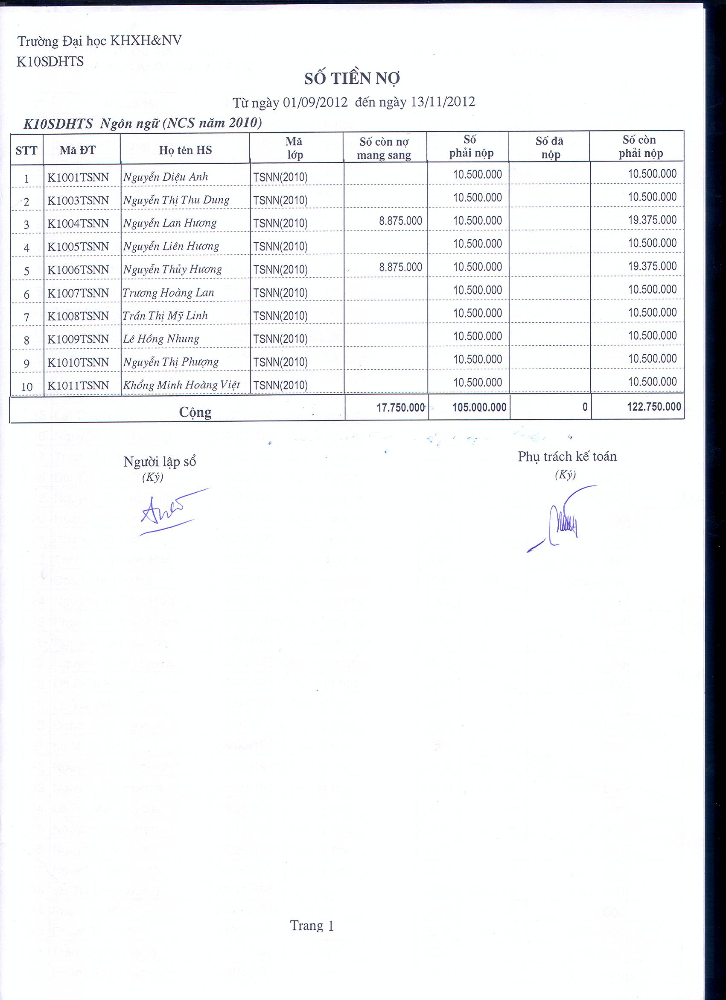 Trường Đại học KHXH&NV
K10SDHTS
SỐ TIỀN NỢ
Từ ngày 01/09/2012 đến ngày 13/11/2012
K10SDHTS Ngôn ngữ (NCS năm 2010)
STT Mã ĐT Họ tên HS Mã lớp Số còn nợ mang sang Số phải nộp Số đã nộp Số còn phải nộp
1 K1001TSNN Nguyễn Diệu Anh TSNN(2010) 10.500.000 10.500.000
2 K1003TSNN Nguyễn Thị Thu Dung TSNN(2010) 10.500.000 10.500.000
3 K1004TSNN Nguyễn Lan Hương TSNN(2010) 8.875.000 10.500.000 19.375.000
4 K1005TSNN Nguyễn Liên Hương TSNN(2010) 10.500.000 10.500.000
5 K1006TSNN Nguyễn Thủy Hương TSNN(2010) 8.875.000 10.500.000 19.375.000
6 K1007TSNN Trương Hoàng Lan TSNN(2010) 10.500.000 10.500.000
7 K1008TSNN Trần Thị Mỹ Linh TSNN(2010) 10.500.000 10.500.000
8 K1009TSNN Lê Hồng Nhung TSNN(2010) 10.500.000 10.500.000
9 K1010TSNN Nguyễn Thị Phượng TSNN(2010) 10.500.000 10.500.000
10 K1011TSNN Khổng Minh Hoàng Việt TSNN(2010) 10.500.000 10.500.000
Cộng 17.750.000 105.000.000 0 122.750.000
Người lập sổ Phụ trách kế toán
(Ký) (Ký)
Trang 1